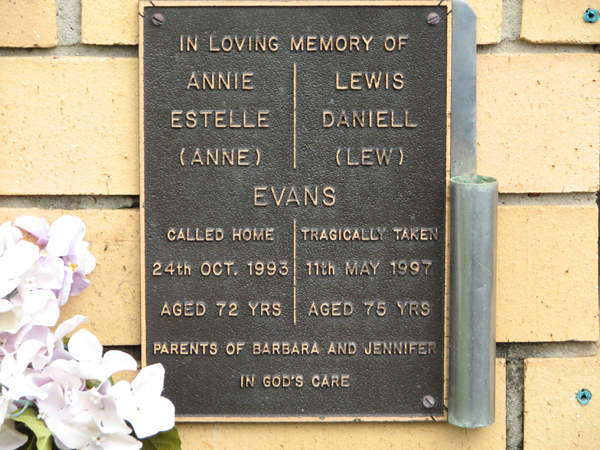 IN LOVING MEMORY OF
ANNIE LEWIS
ESTELLE DANIELL
(ANNE) (LEW)
EVANS
CALLED HOME TRAGICALLY TAKEN
24th OCT. 1993 11th MAY 1997
AGED 72 YRS AGED 75 YRS
PARENTS OF BARBARA AND JENNIFER
IN GOD'S CARE